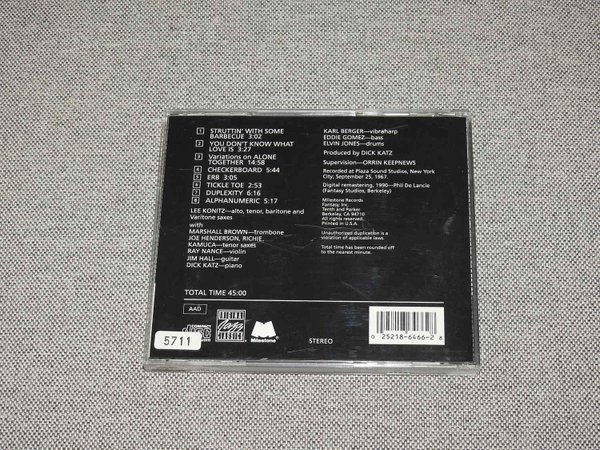 1 STRUTTIN' WITH SOME
BARBECUE 3:02
2 YOU DON'T KNOW WHAT
LOVE IS 3:27
3 Variations on ALONE
TOGETHER 14:58
4 CHECKERBOARD 5:44
5 ERB 3:05
6 TICKLE TOE 2:53
7 DUPLEXITY 6:16
8 ALPHANUMERIC 5:17
LEE KONITZ—alto, tenor, baritone and
Varitone saxes
with
MARSHALL BROWN—trombone
JOE HENDERSON, RICHIE,
KAMUCA—tenor saxes
RAY NANCE—violin
JIM HALL—guitar
DICK KATZ—piano
KARL BERGER—vibraharp
EDDIE GOMEZ—bass
ELVIN JONES—drums
Produced by DICK KATZ
Supervision—ORRIN KEEPNEWS
Recorded at Plaza Sound Studios, New York
City; September 25, 1967.
Digital remastering, 1990—Phil De Lancie
(Fantasy Studios, Berkeley)
Milestone Records
Fantasy, Inc.
Tenth and Parker
Berkeley, CA 94710
Printed in U.S.A.
Unauthorized duplication is a
violation of applicable laws.
Total time has been rounded off
to the nearest minute.
TOTAL TIME 45:00
AAD
COMPACT
5711
ORIGINAL
Jazz
CLASSICS
Milestone
STEREO
0 25218-6466-2 8